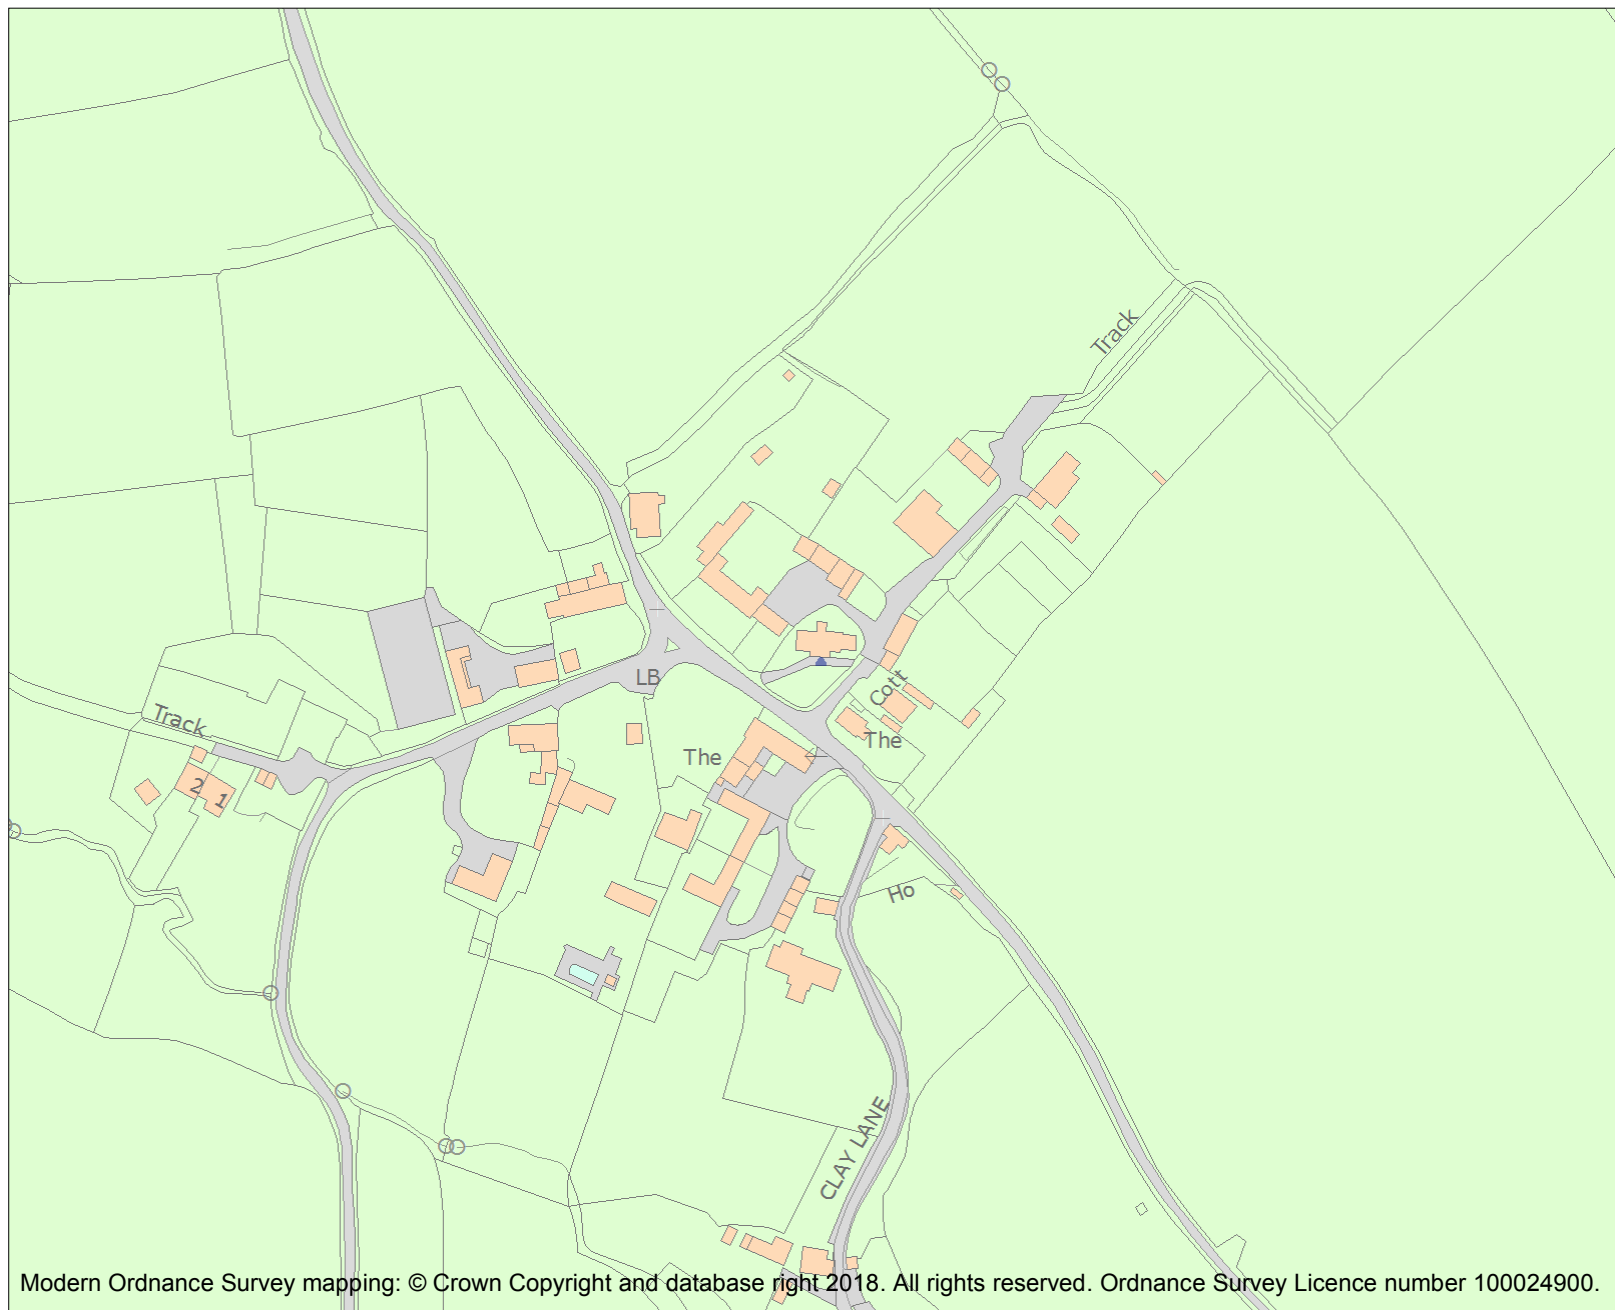 Track
LB
Cott
The
The
Track
2
1
Ho
CLAY LANE
Modern Ordnance Survey mapping: © Crown Copyright and database right 2018. All rights reserved. Ordnance Survey Licence number 100024900.